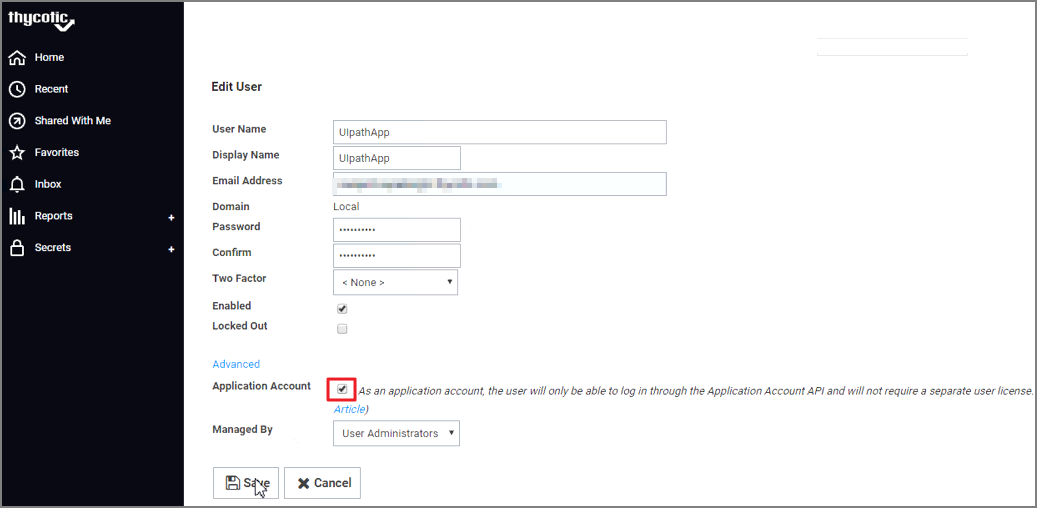 thycotic
Home
Recent
Shared With Me
Favorites
Inbox
Reports +
Secrets +
Edit User
User Name UIpathApp
Display Name UIpathApp
Email Address
Domain Local
Password ••••••••••
Confirm ••••••••••
Two Factor < None >
Enabled
Locked Out
Advanced
Application Account As an application account, the user will only be able to log in through the Application Account API and will not require a separate user license.
Article)
Managed By User Administrators
Save Cancel